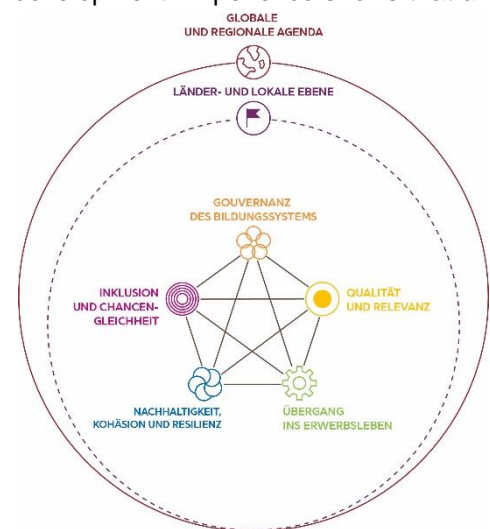 GLOBALE
UND REGIONALE AGENDA
LÄNDER- UND LOKALE EBENE
GOUVERNANZ
DES BILDUNGSSYSTEMS
INKLUSION
UND CHANCEN-
GLEICHHEIT
QUALITÄT
UND RELEVANZ
NACHHALTIGKEIT,
KOHÄSION UND RESILIENZ
ÜBERGANG
INS ERWERBSLEBEN